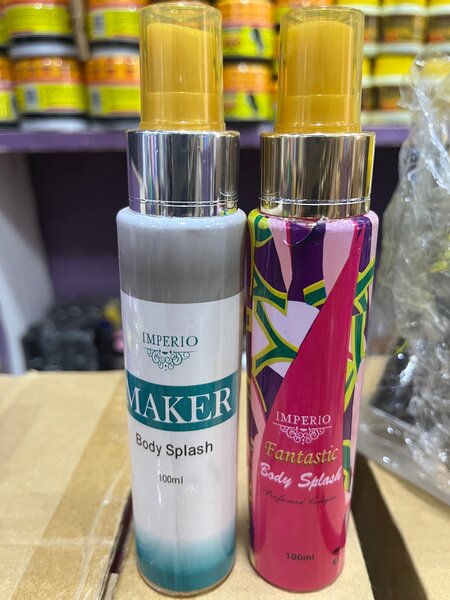 IMPERIO
MAKER
Body Splash
100ml
IMPERIO
Fantastic
Body Splash
Perfumed Cologne
100ml